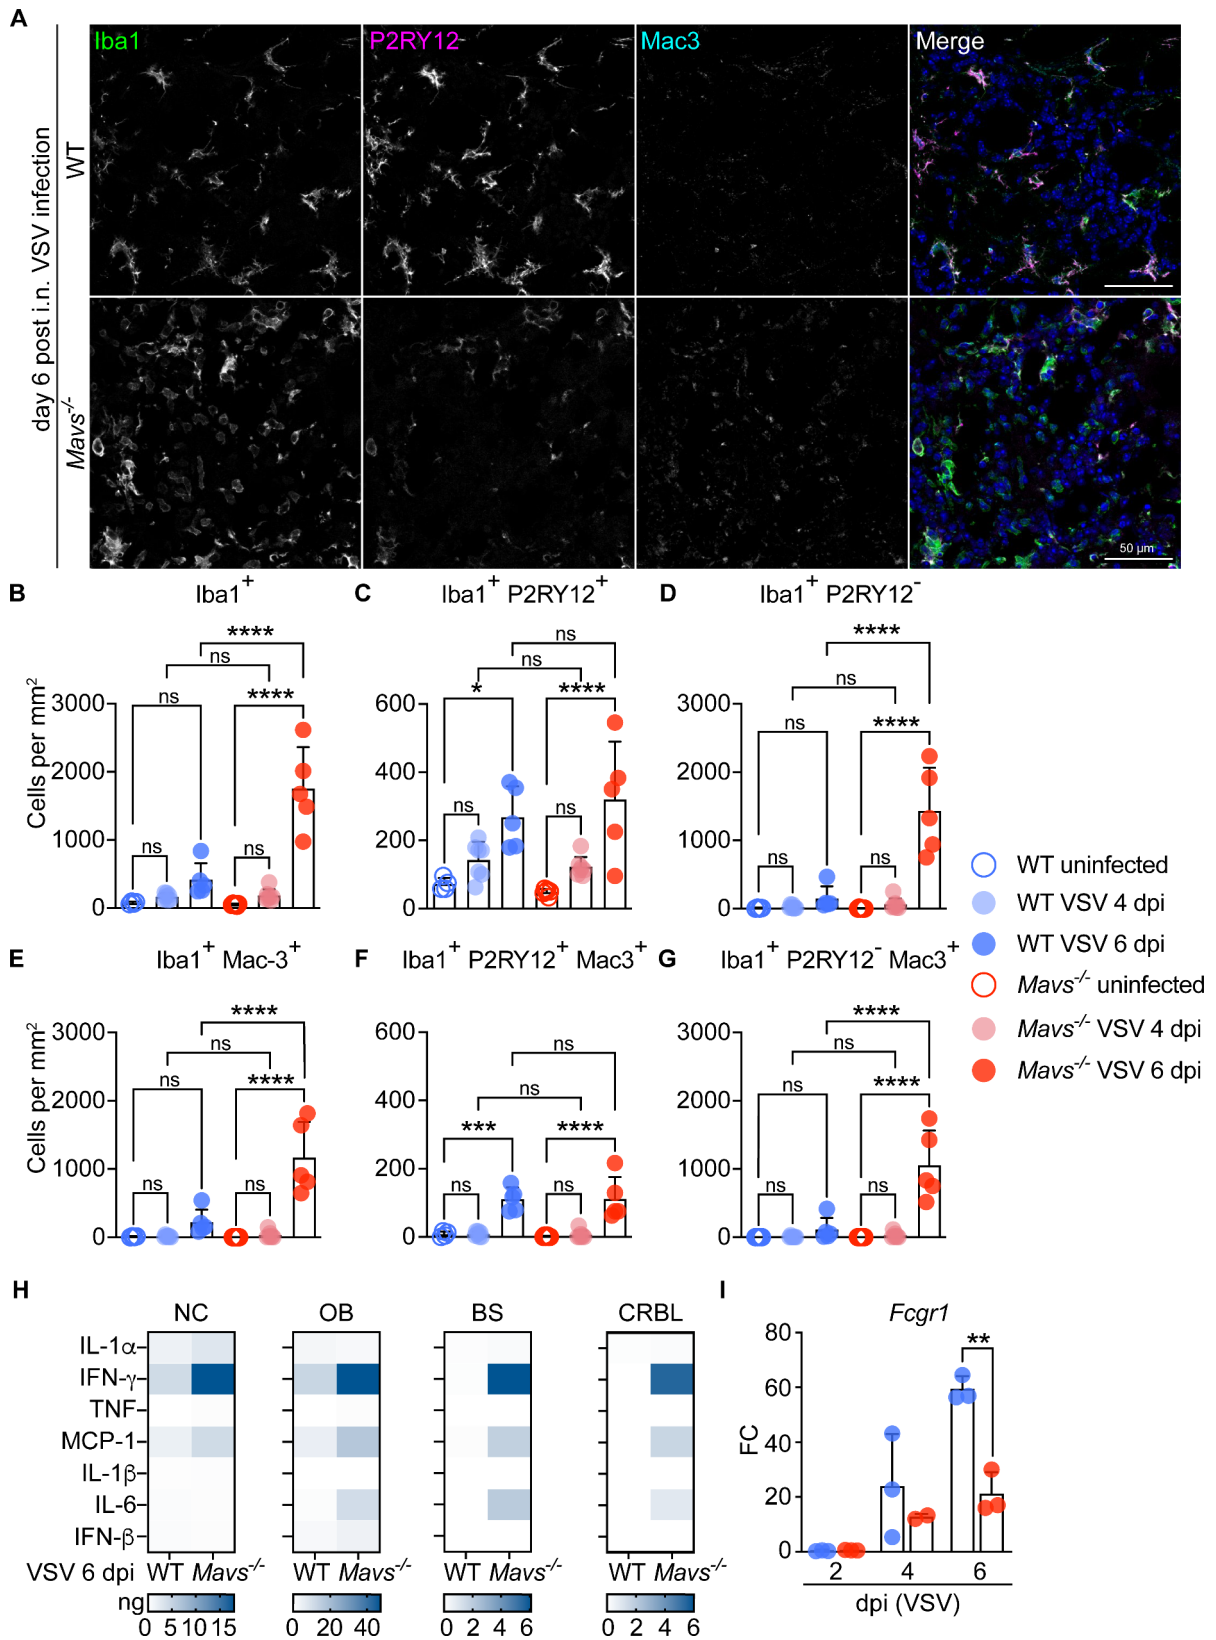 A
Iba1
P2RY12
Mac3
Merge
day 6 post i.n. VSV infection
WT
Mavs-/-
50 µm
B
Iba1+
C
Iba1+ P2RY12+
D
Iba1+ P2RY12-
Cells per mm2
3000
2000
1000
0
ns
ns
ns
ns
****
****
600
400
200
0
ns
*
ns
****
ns
ns
3000
2000
1000
0
ns
ns
ns
****
ns
****
WT uninfected
WT VSV 4 dpi
WT VSV 6 dpi
Mavs-/- uninfected
Mavs-/- VSV 4 dpi
Mavs-/- VSV 6 dpi
E
Iba1+ Mac-3+
F
Iba1+ P2RY12+ Mac3+
G
Iba1+ P2RY12- Mac3+
Cells per mm2
3000
2000
1000
0
ns
ns
ns
****
ns
****
600
400
200
0
ns
***
ns
****
ns
ns
3000
2000
1000
0
ns
ns
ns
****
ns
****
H
NC
OB
BS
CRBL
IL-1α
IFN-γ
TNF
MCP-1
IL-1β
IL-6
IFN-β
VSV 6 dpi
WT Mavs-/-
WT Mavs-/-
WT Mavs-/-
WT Mavs-/-
ng
0 5 10 15
0 20 40
0 2 4 6
0 2 4 6
I
Fcgr1
FC
80
60
40
20
0
**
2 4 6
dpi (VSV)